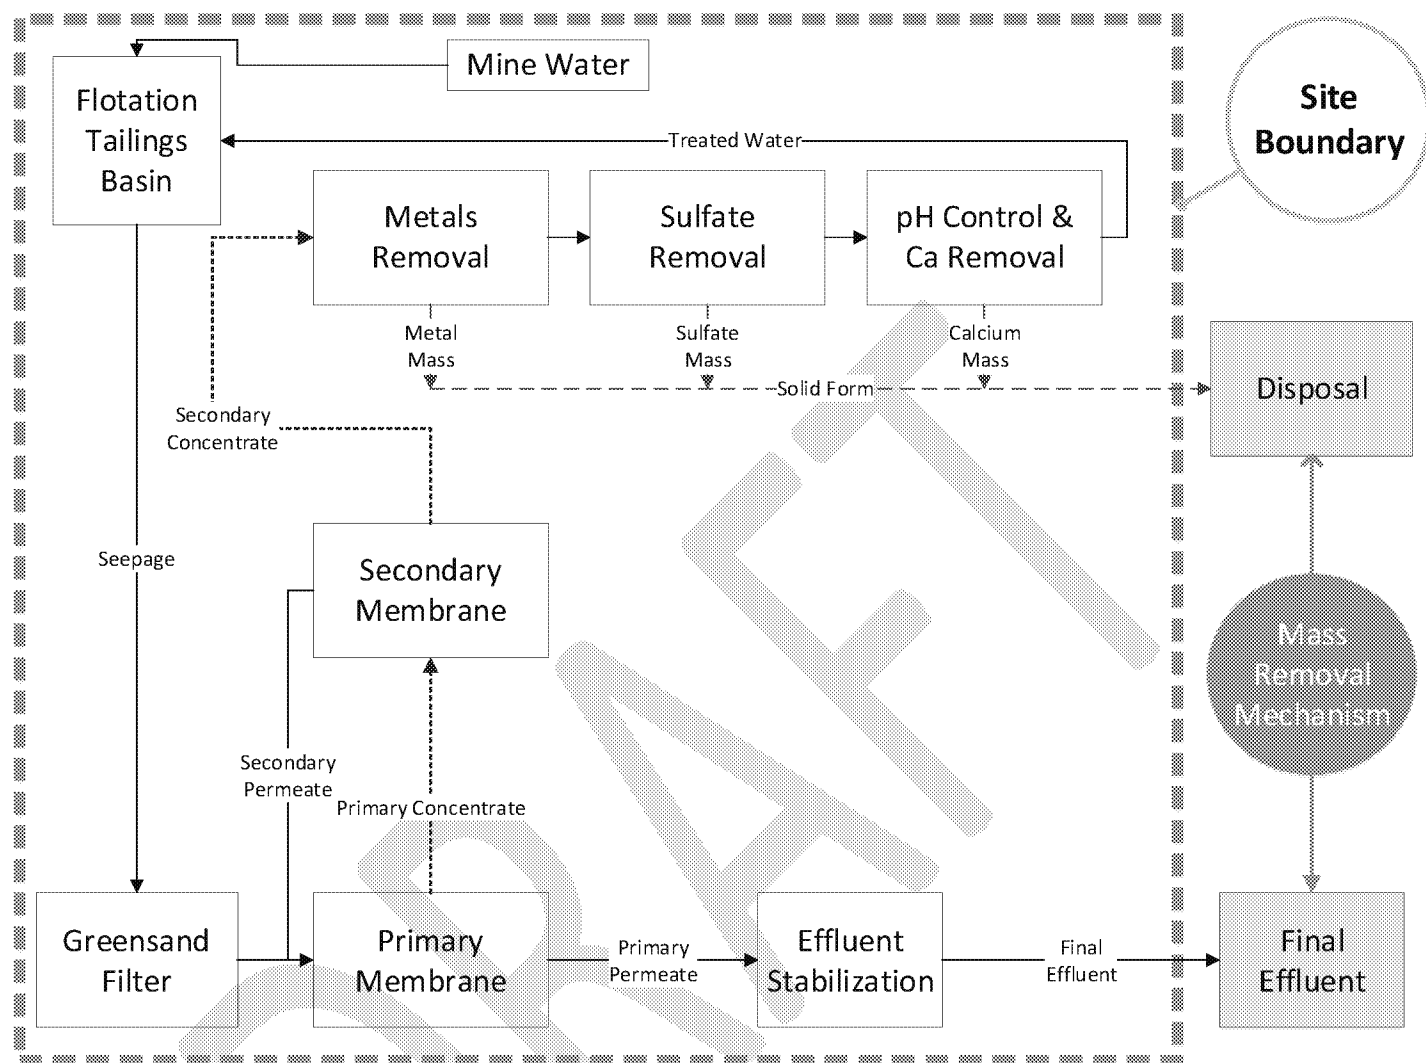 Mine Water
Flotation
Tailings
Basin
Site
Boundary
Treated Water
Metals
Removal
Sulfate
Removal
pH Control &
Ca Removal
Metal
Mass
Sulfate
Mass
Calcium
Mass
Solid Form
Disposal
Secondary
Concentrate
Seepage
Secondary
Membrane
Mass
Removal
Mechanism
Secondary
Permeate
Primary Concentrate
Greensand
Filter
Primary
Membrane
Primary
Permeate
Effluent
Stabilization
Final
Effluent
Final
Effluent
DRAFT